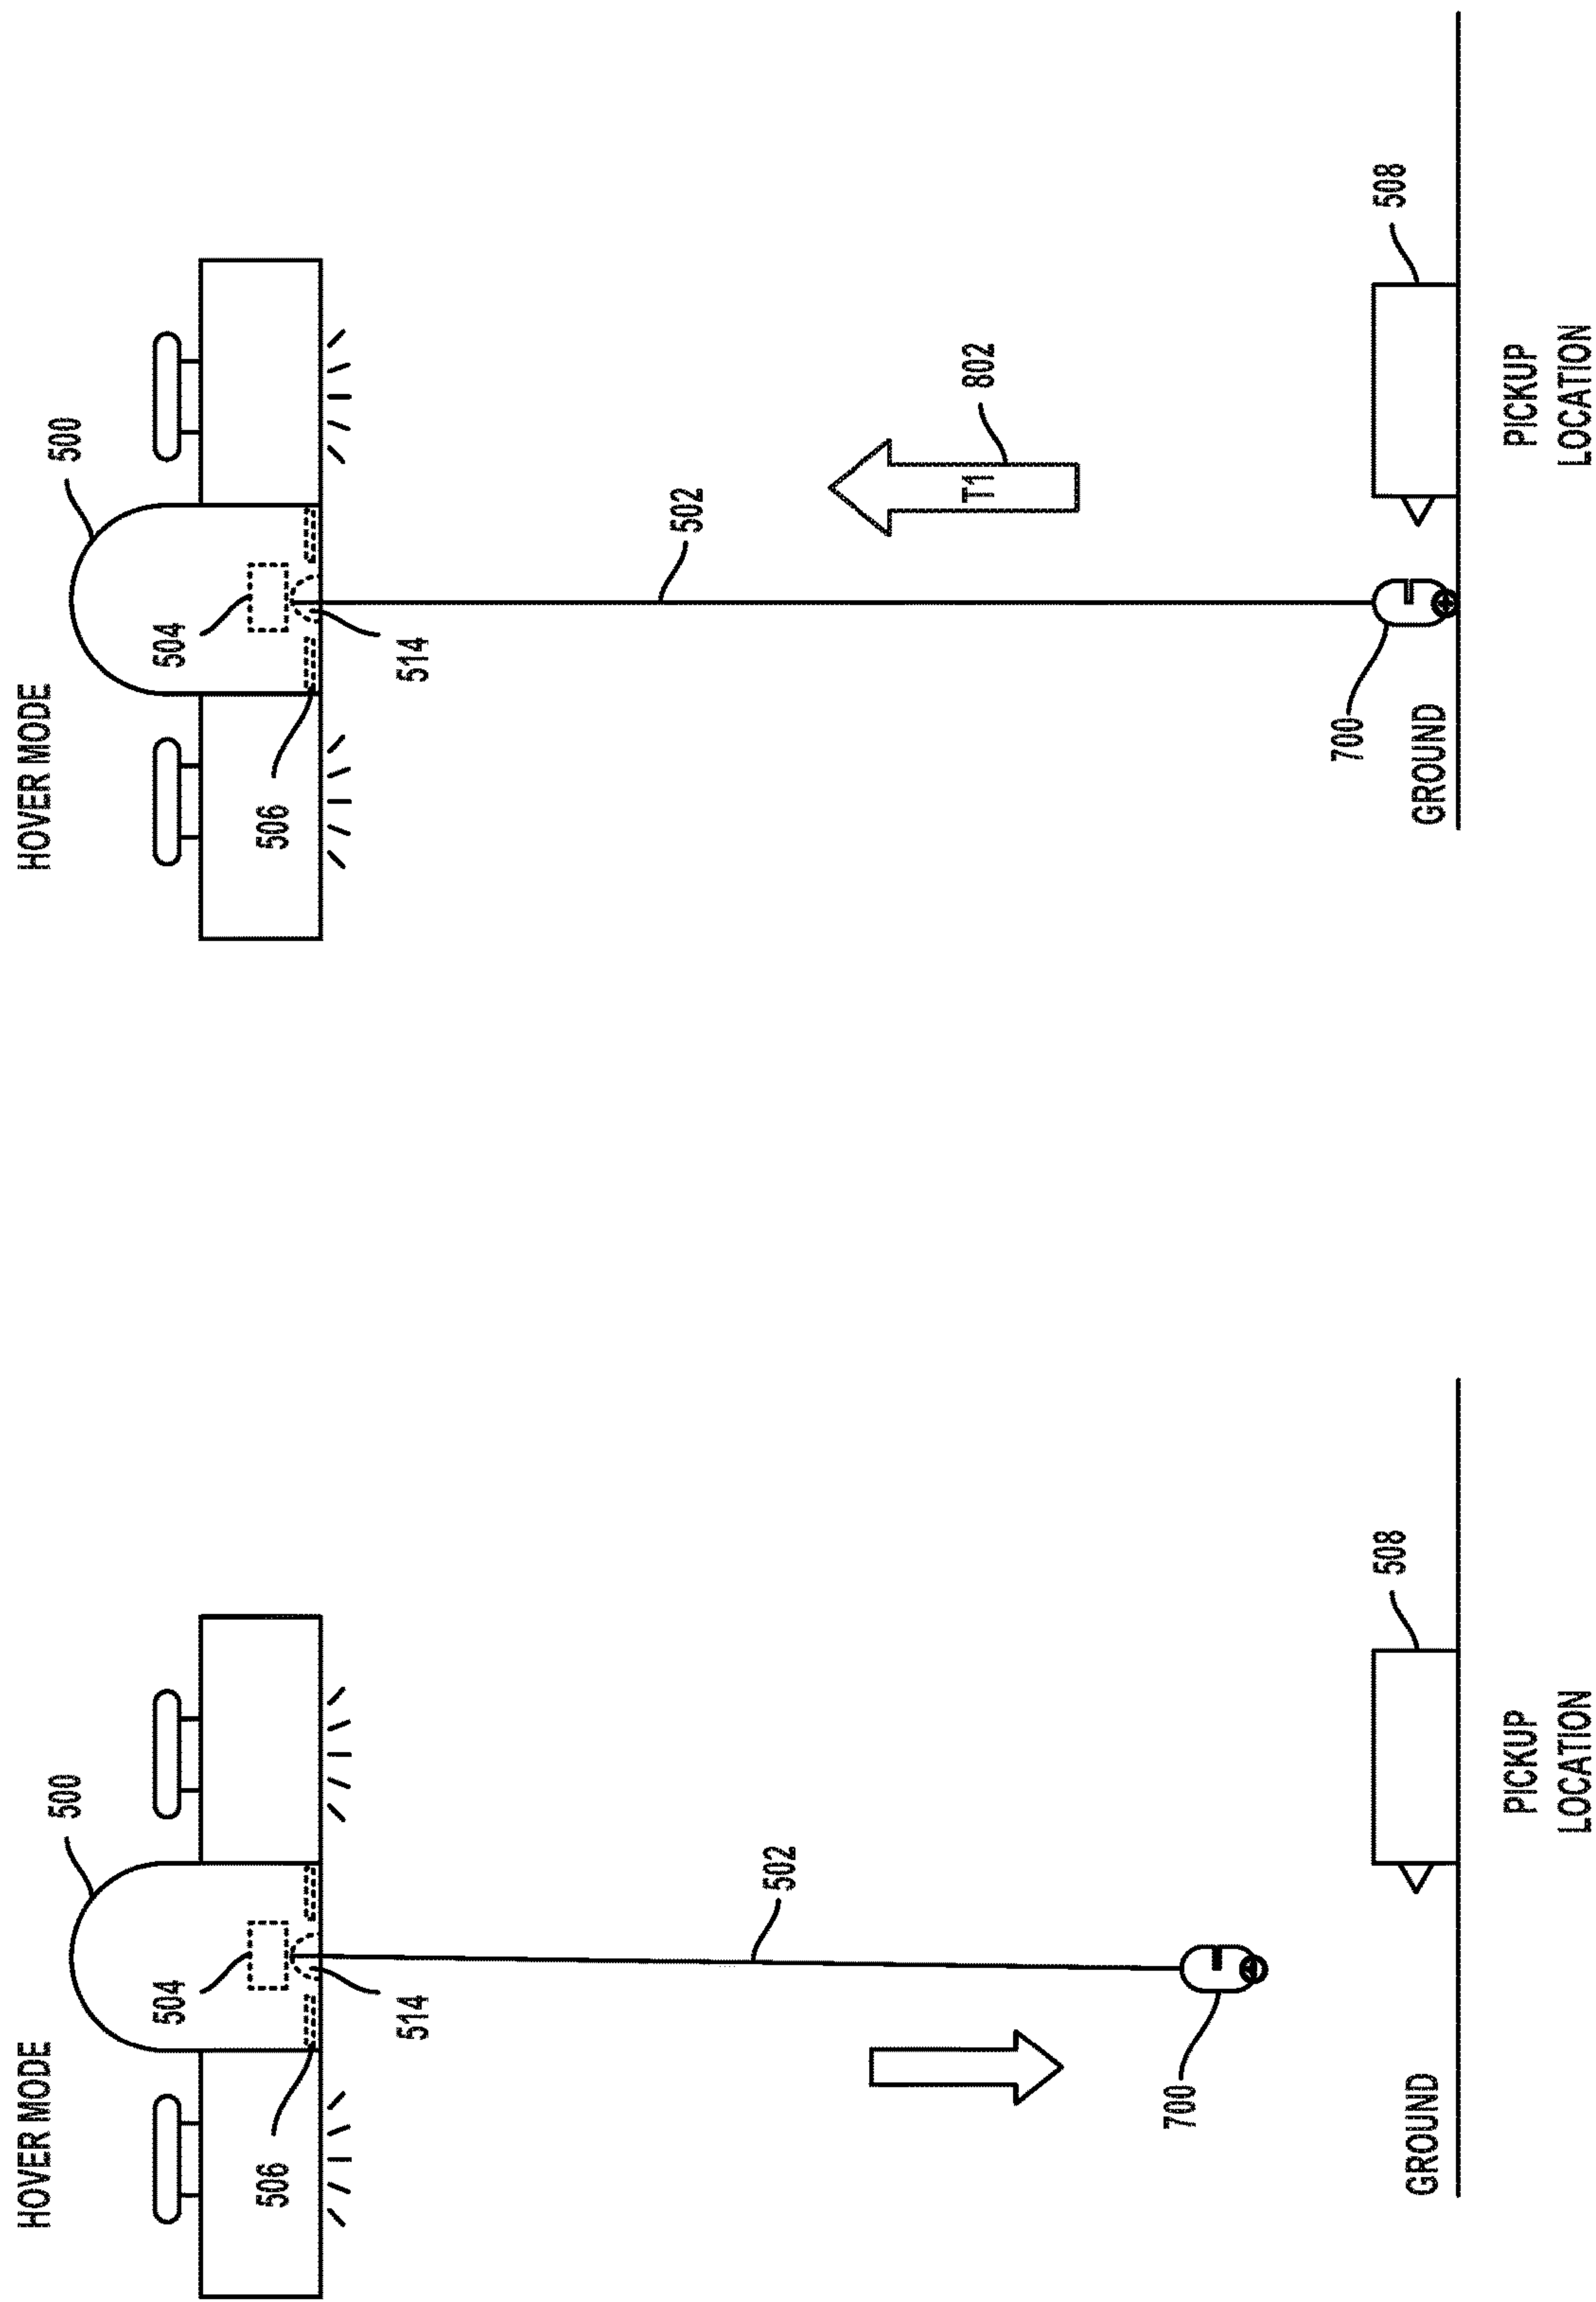 HOVER MODE
500
504
506
514
502
700
508
GROUND
PICKUP
LOCATION
HOVER MODE
500
504
506
514
502
T1
802
700
508
GROUND
PICKUP
LOCATION